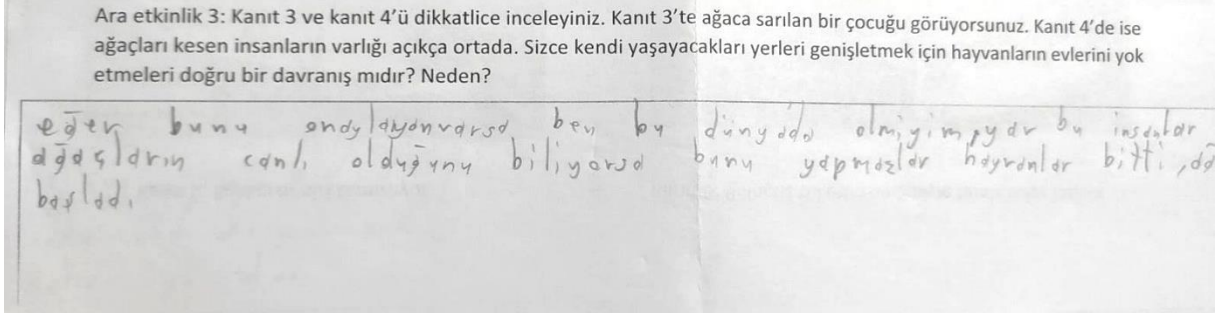 Ara etkinlik 3: Kanıt 3 ve kanıt 4'ü dikkatlice inceleyiniz. Kanıt 3'te ağaca sarılan bir çocuğu görüyorsunuz. Kanıt 4'de ise
ağaçları kesen insanların varlığı açıkça ortada. Sizce kendi yaşayacakları yerleri genişletmek için hayvanların evlerini yok
etmeleri doğru bir davranış mıdır? Neden?
eğer bunu onaylayanvarsa ben bu dünyada bu insanlar
ağaçların canlı olduğunu biliyorsa bunu yapmazlar hayvanlar bitti,
başladı